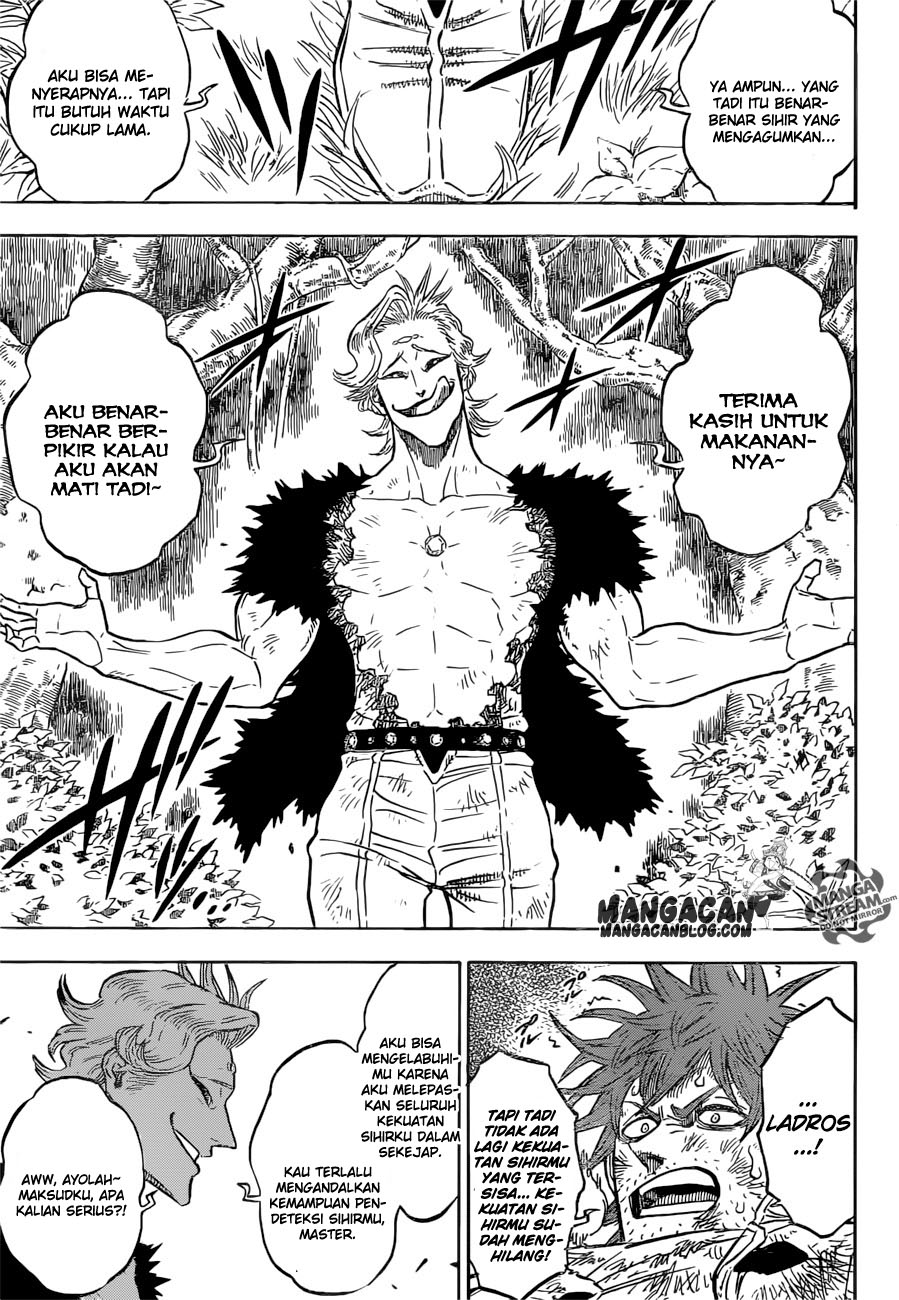 YA AMPUN... YANG
TADI ITU BENAR-
BENAR SIHIR YANG
MENGAGUMKAN...
AKU BISA ME-
NYERAPNYA... TAPI
ITU BUTUH WAKTU
CUKUP LAMA.
TERIMA
KASIH UNTUK
MAKANAN-
NYA~
AKU BENAR-
BENAR BER-
PIKIR KALAU
AKU AKAN
MATI TADI~
MANGACAN
MANGACANBLOG.COM
MANGA
STREAM.com
DO NOT MIRROR
...
LADROS
...!
TAPI TADI
TIDAK ADA
LAGI KEKUA-
TAN SIHIRMU
YANG TER-
SISA... KE-
KUATAN SI-
HIRMU SU-
DAH MENG-
HILANG!
AKU BISA
MENGELABUHI-
MU KARENA
AKU MELEPAS-
KAN SELURUH
KEKUATAN
SIHIRKU DALAM
SEKEJAP.
KAU TERLALU
MENGANDALKAN
KEMAMPUAN PEN-
DETEKSI SIHIRMU,
MASTER.
AWW, AYOLAH~
MAKSUDKU, APA
KALIAN SERIUS?!